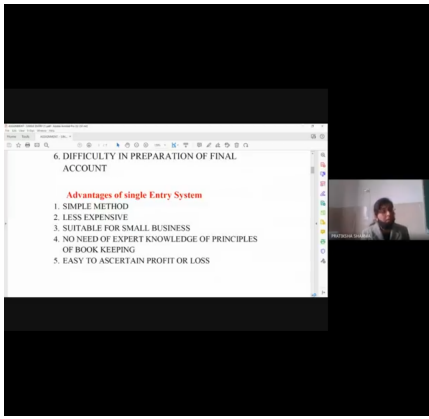 6. DIFFICULTY IN PREPARATION OF FINAL
ACCOUNT
Advantages of single Entry System
1. SIMPLE METHOD
2. LESS EXPENSIVE
3. SUITABLE FOR SMALL BUSINESS
4. NO NEED OF EXPERT KNOWLEDGE OF PRINCIPLES
OF BOOK KEEPING
5. EASY TO ASCERTAIN PROFIT OR LOSS